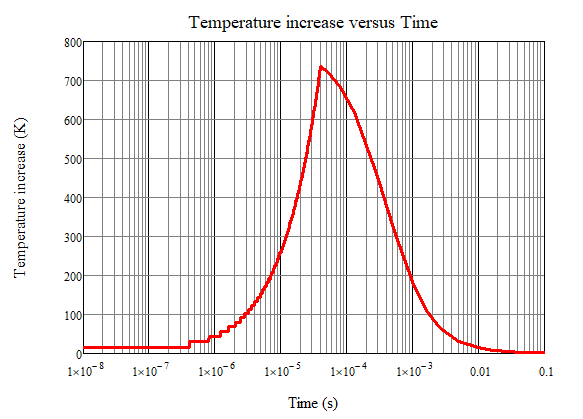 Temperature increase versus Time
Temperature increase (K)
800
700
600
500
400
300
200
100
0
1×10⁻⁸ 1×10⁻⁷ 1×10⁻⁶ 1×10⁻⁵ 1×10⁻⁴ 1×10⁻³ 0.01 0.1
Time (s)